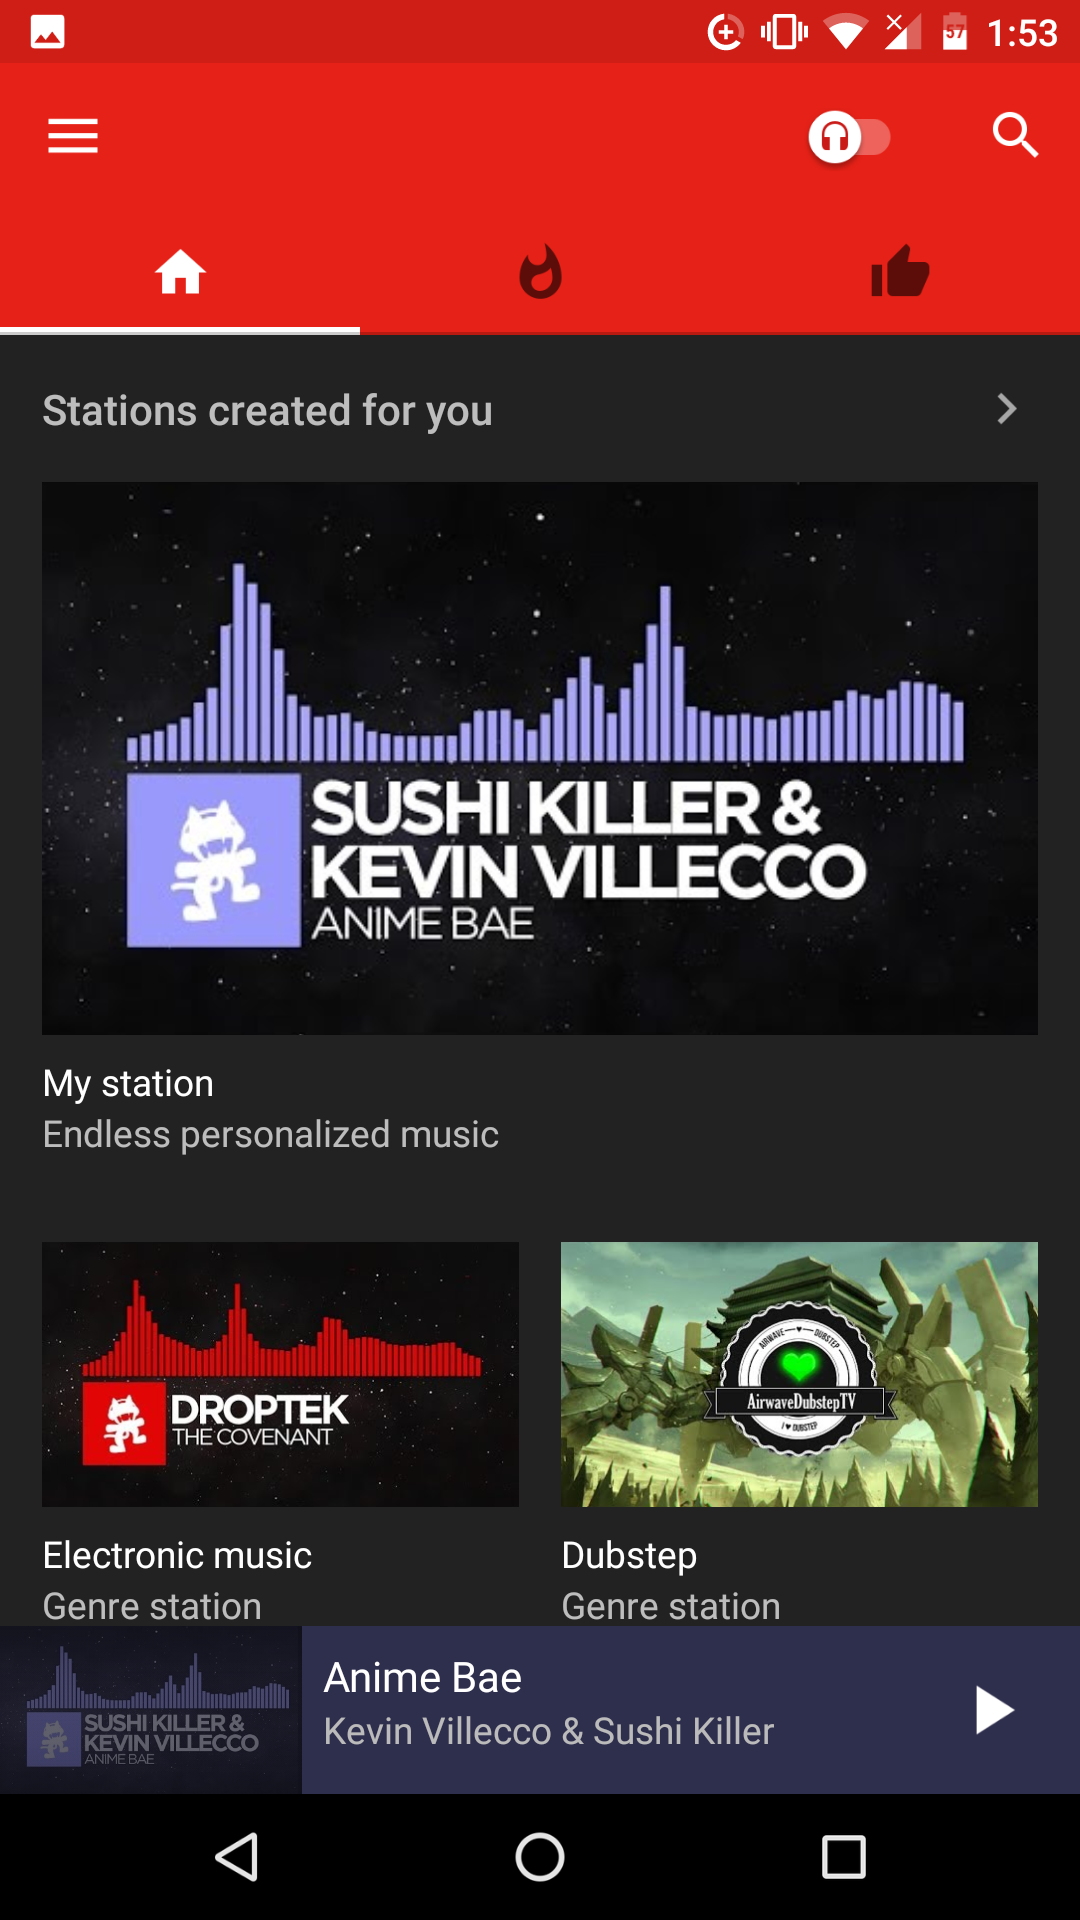 57 1:53
Stations created for you
SUSHI KILLER &
KEVIN VILLECCO
ANIME BAE
My station
Endless personalized music
DROPTEK
THE COVENANT
AIRWAVE DUBSTEP
AirwaveDubstepTV
I ♥ DUBSTEP
Electronic music
Genre station
Dubstep
Genre station
SUSHI KILLER &
KEVIN VILLECCO
ANIME BAE
Anime Bae
Kevin Villecco & Sushi Killer